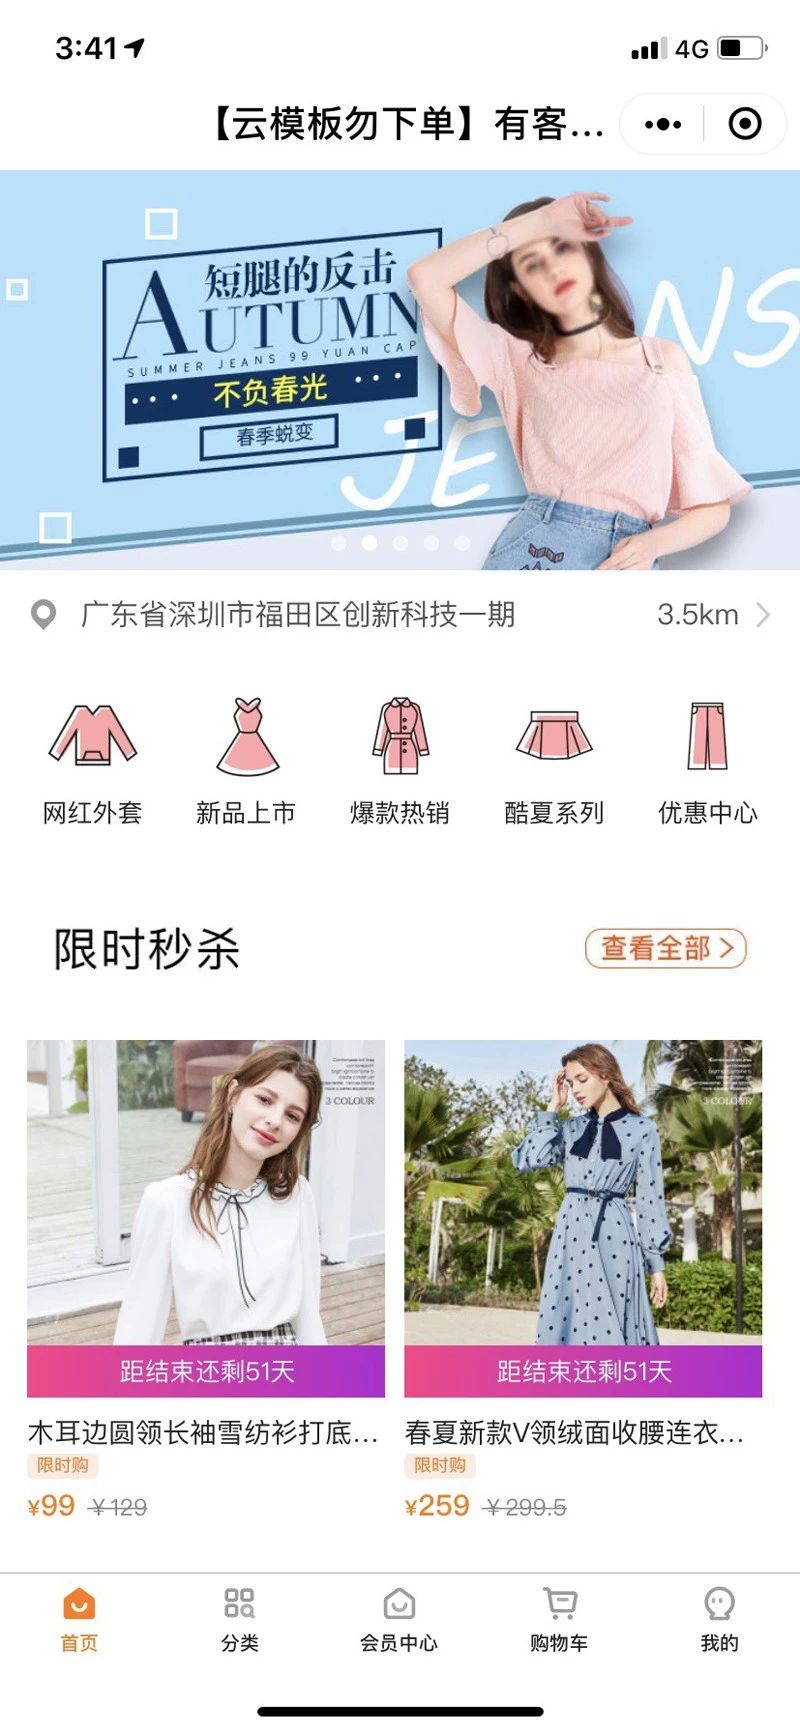 3:41
4G
【云模板勿下单】有客...
短腿的反击
AUTUMN
SUMMER JEANS 99 YUAN CAP
不负春光
春季蜕变
JE
NS
广东省深圳市福田区创新科技一期
3.5km
网红外套
新品上市
爆款热销
酷夏系列
优惠中心
限时秒杀
查看全部
3 COLOUR
3 COLOUR
距结束还剩51天
距结束还剩51天
木耳边圆领长袖雪纺衫打底...
春夏新款V领绒面收腰连衣...
限时购
限时购
¥99 ¥129
¥259 ¥299.5
首页
分类
会员中心
购物车
我的